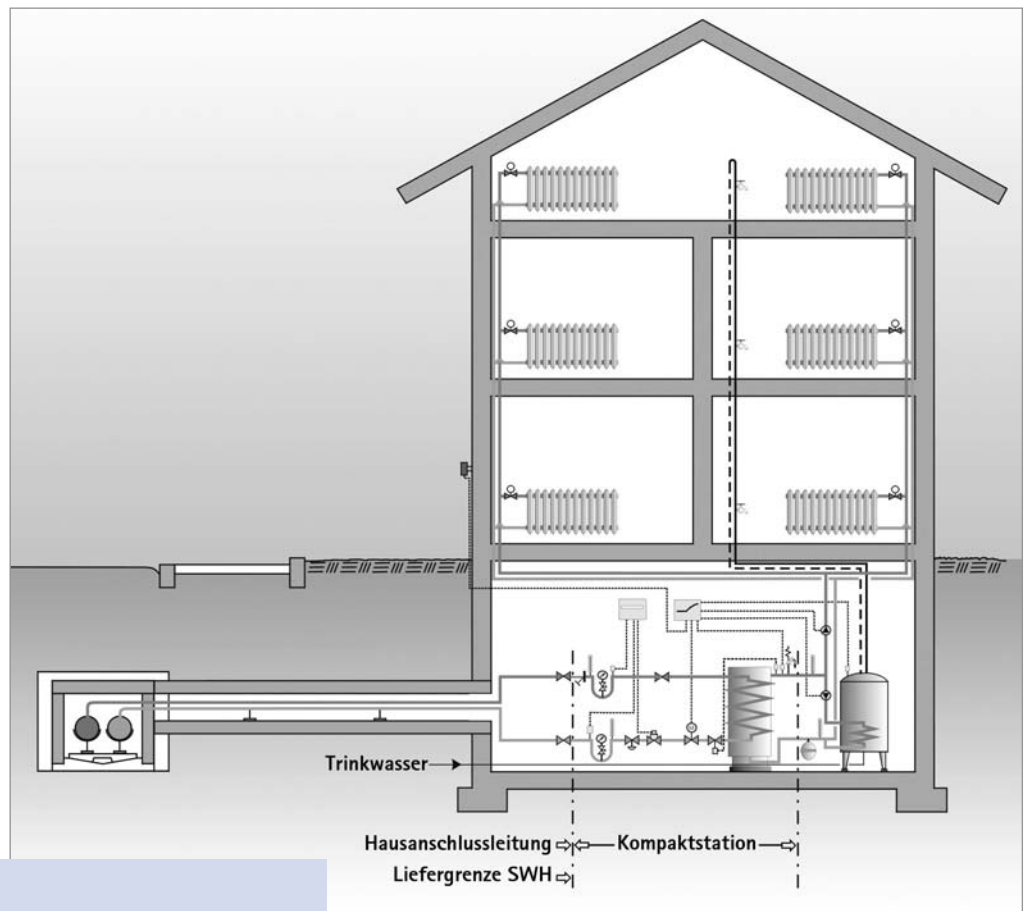 Trinkwasser
Hausanschlussleitung
Kompaktstation
Liefergrenze SWH